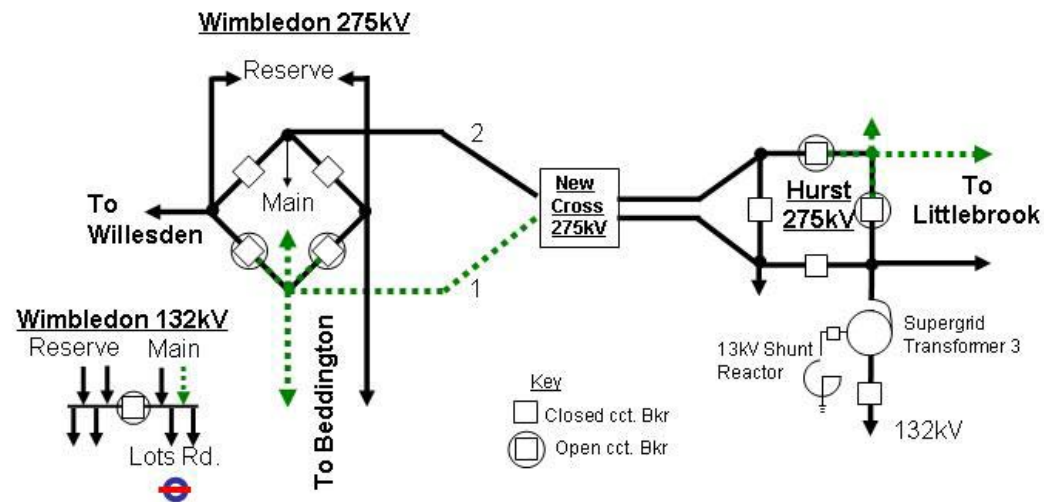 Wimbledon 275kV
Reserve
2
Main
To
Willesden
1
New
Cross
275kV
Hurst
275kV
To
Littlebrook
Wimbledon 132kV
Reserve
Main
Lots Rd.
To Beddington
Key
Closed cct. Bkr
Open cct. Bkr
13kV Shunt
Reactor
Supergrid
Transformer 3
132kV